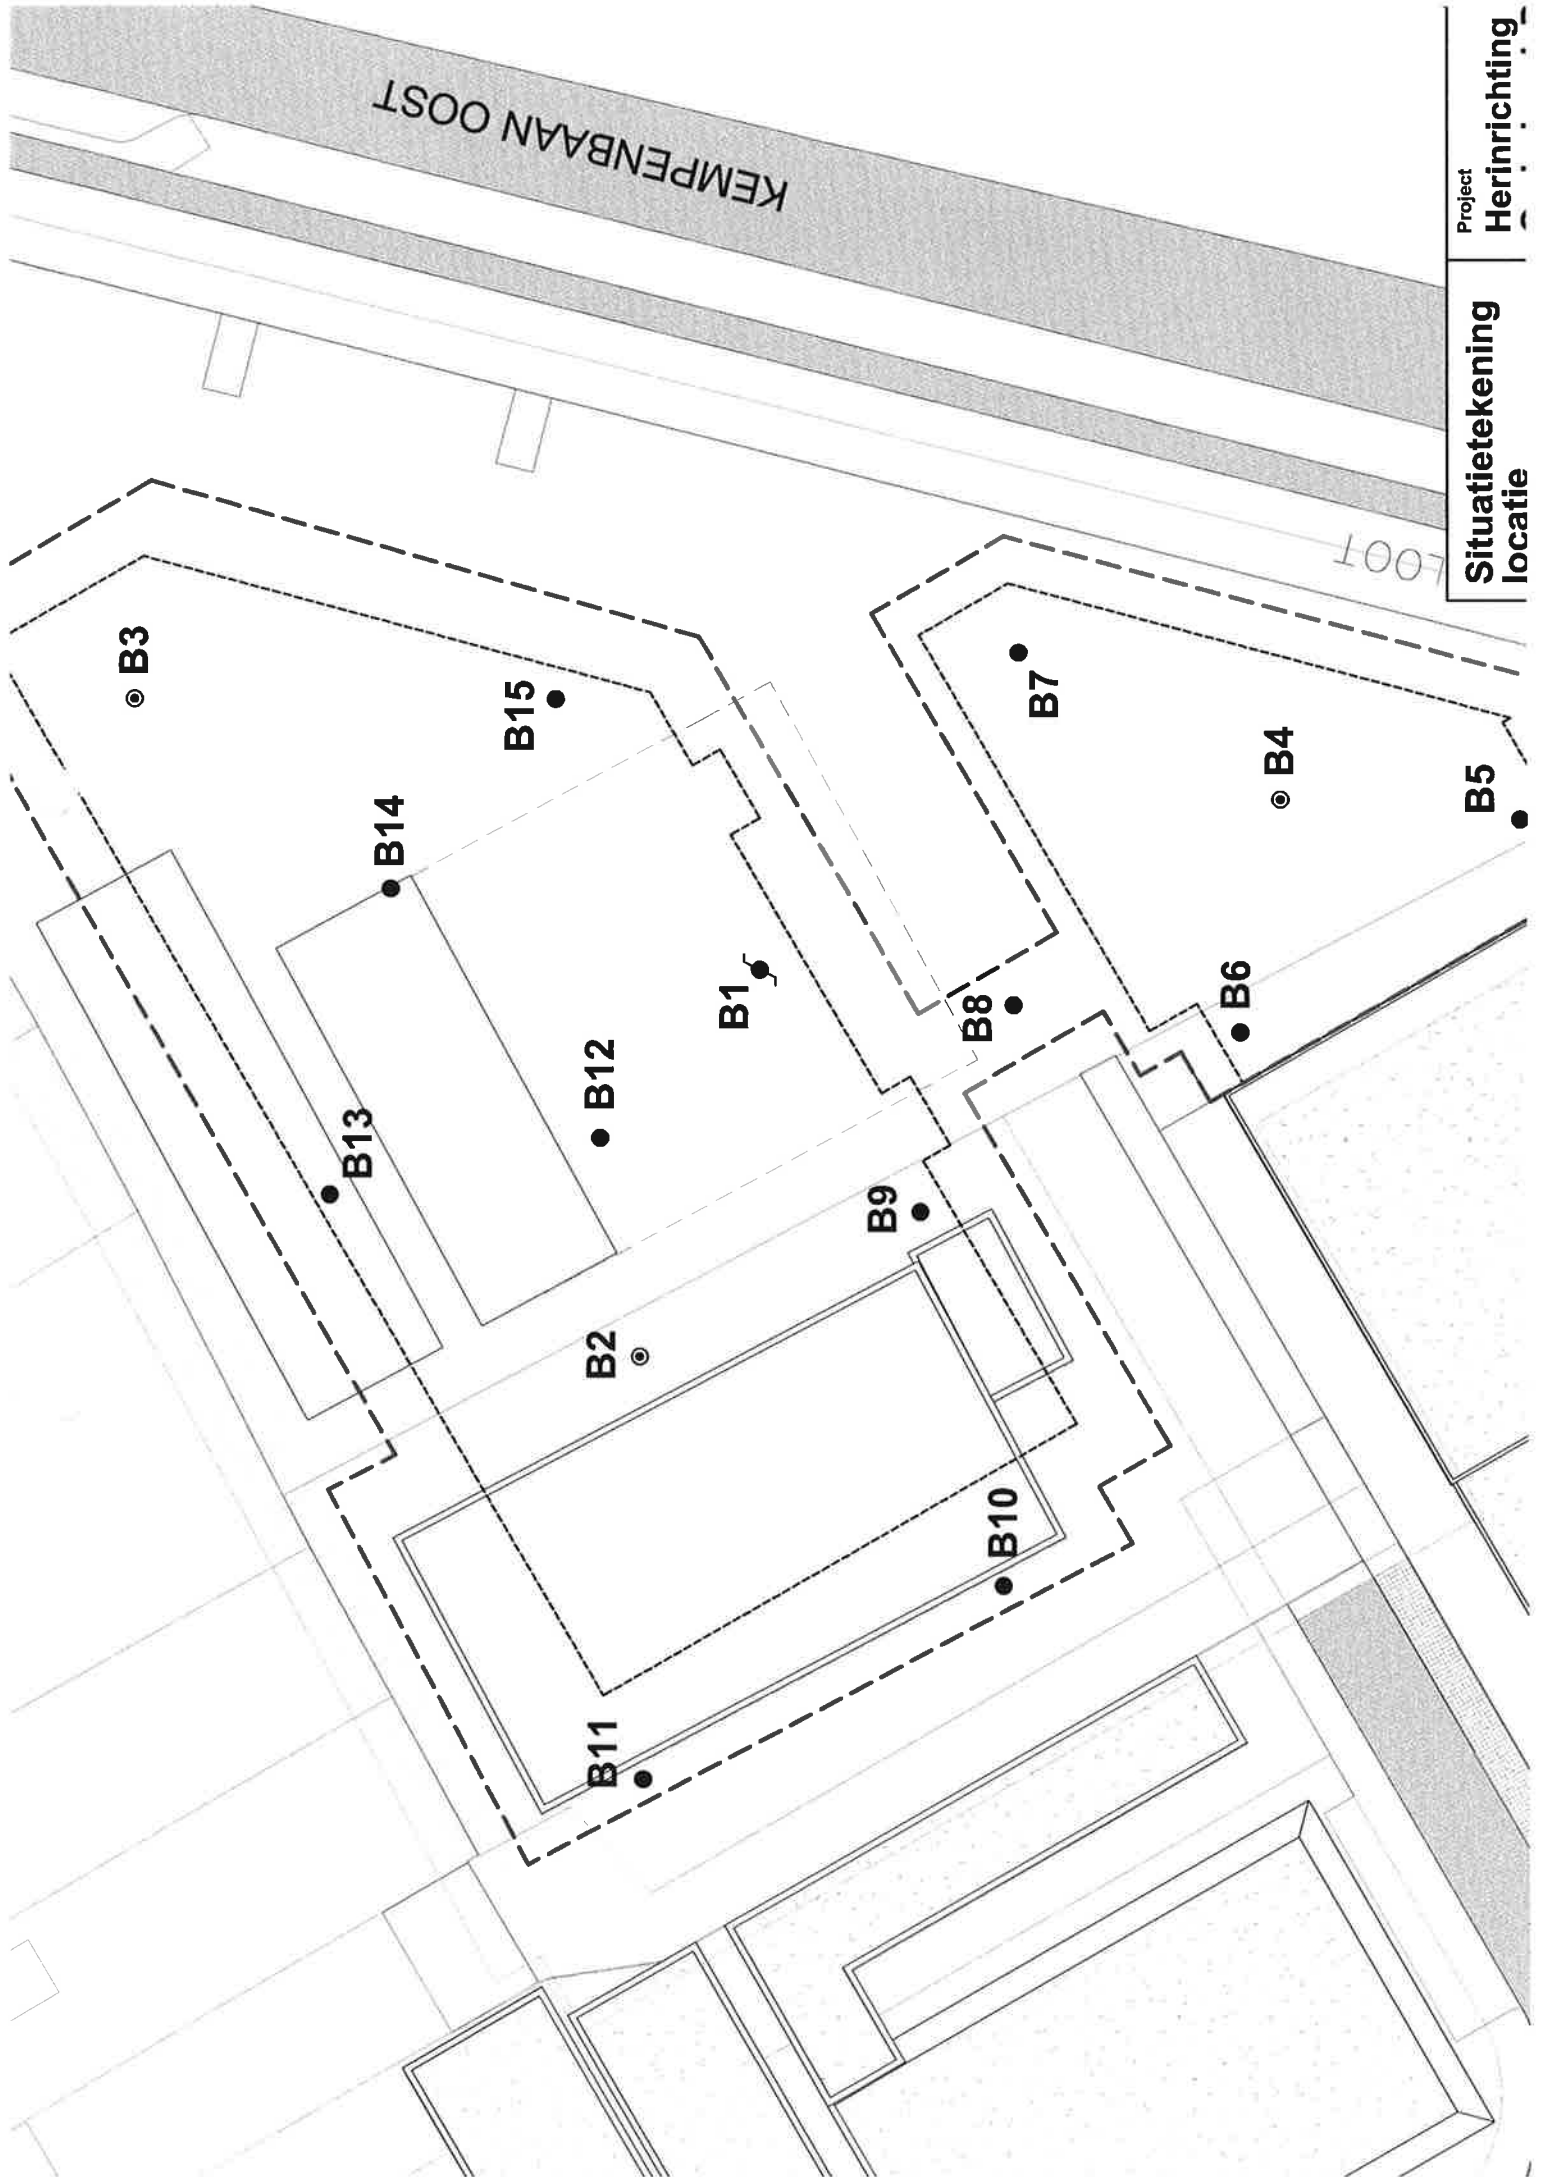 KEMPENBAAN OOST
B3
B15
B14
B13
B12
B1
B2
B9
B8
B7
B4
B5
B6
B10
B11
LOOT
Situatietekening
locatie
Project
Herinrichting